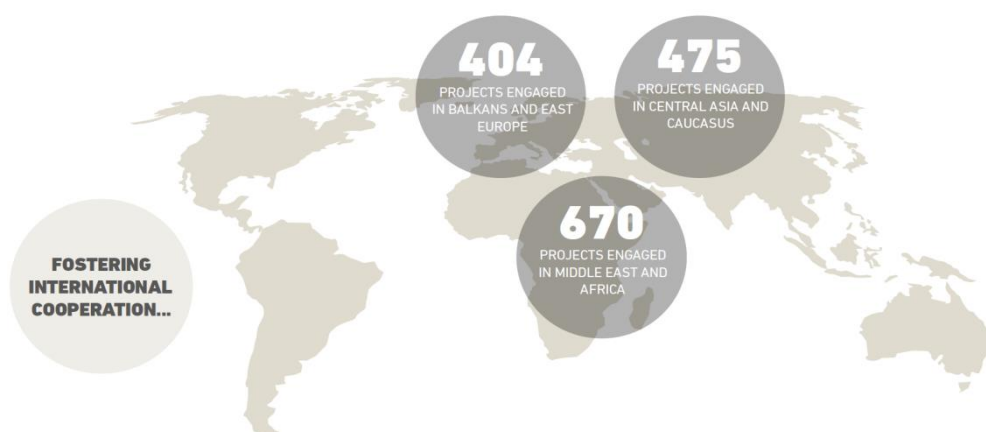 404
PROJECTS ENGAGED
IN BALKANS AND EAST
EUROPE
475
PROJECTS ENGAGED
IN CENTRAL ASIA AND
CAUCASUS
670
PROJECTS ENGAGED
IN MIDDLE EAST AND
AFRICA
FOSTERING
INTERNATIONAL
COOPERATION...